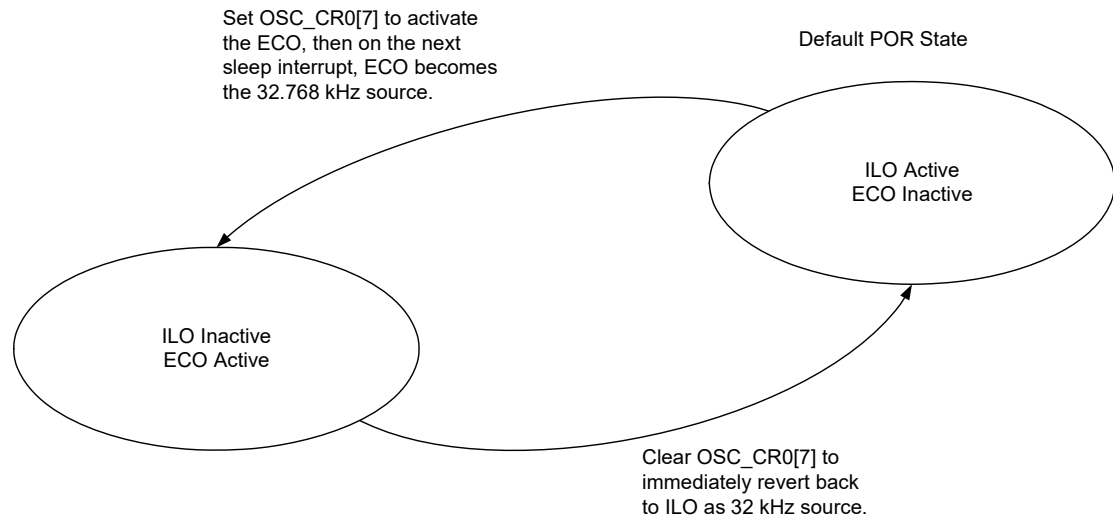 Set OSC_CR0[7] to activate
the ECO, then on the next
sleep interrupt, ECO becomes
the 32.768 kHz source.
Default POR State
ILO Active
ECO Inactive
ILO Inactive
ECO Active
Clear OSC_CR0[7] to
immediately revert back
to ILO as 32 kHz source.